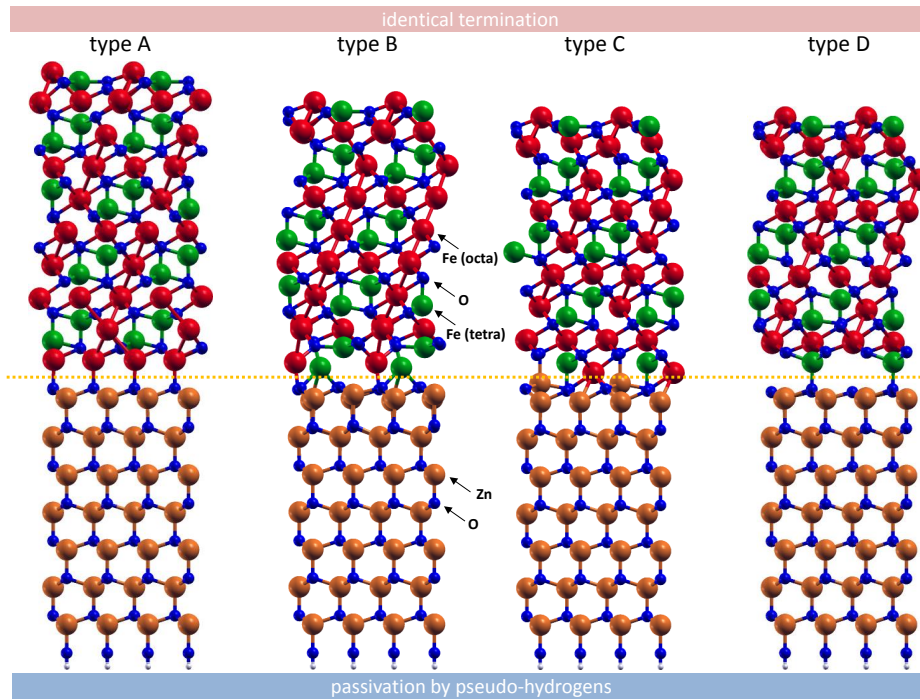 identical termination
type A
type B
type C
type D
Fe (octa)
O
Fe (tetra)
Zn
O
passivation by pseudo-hydrogens